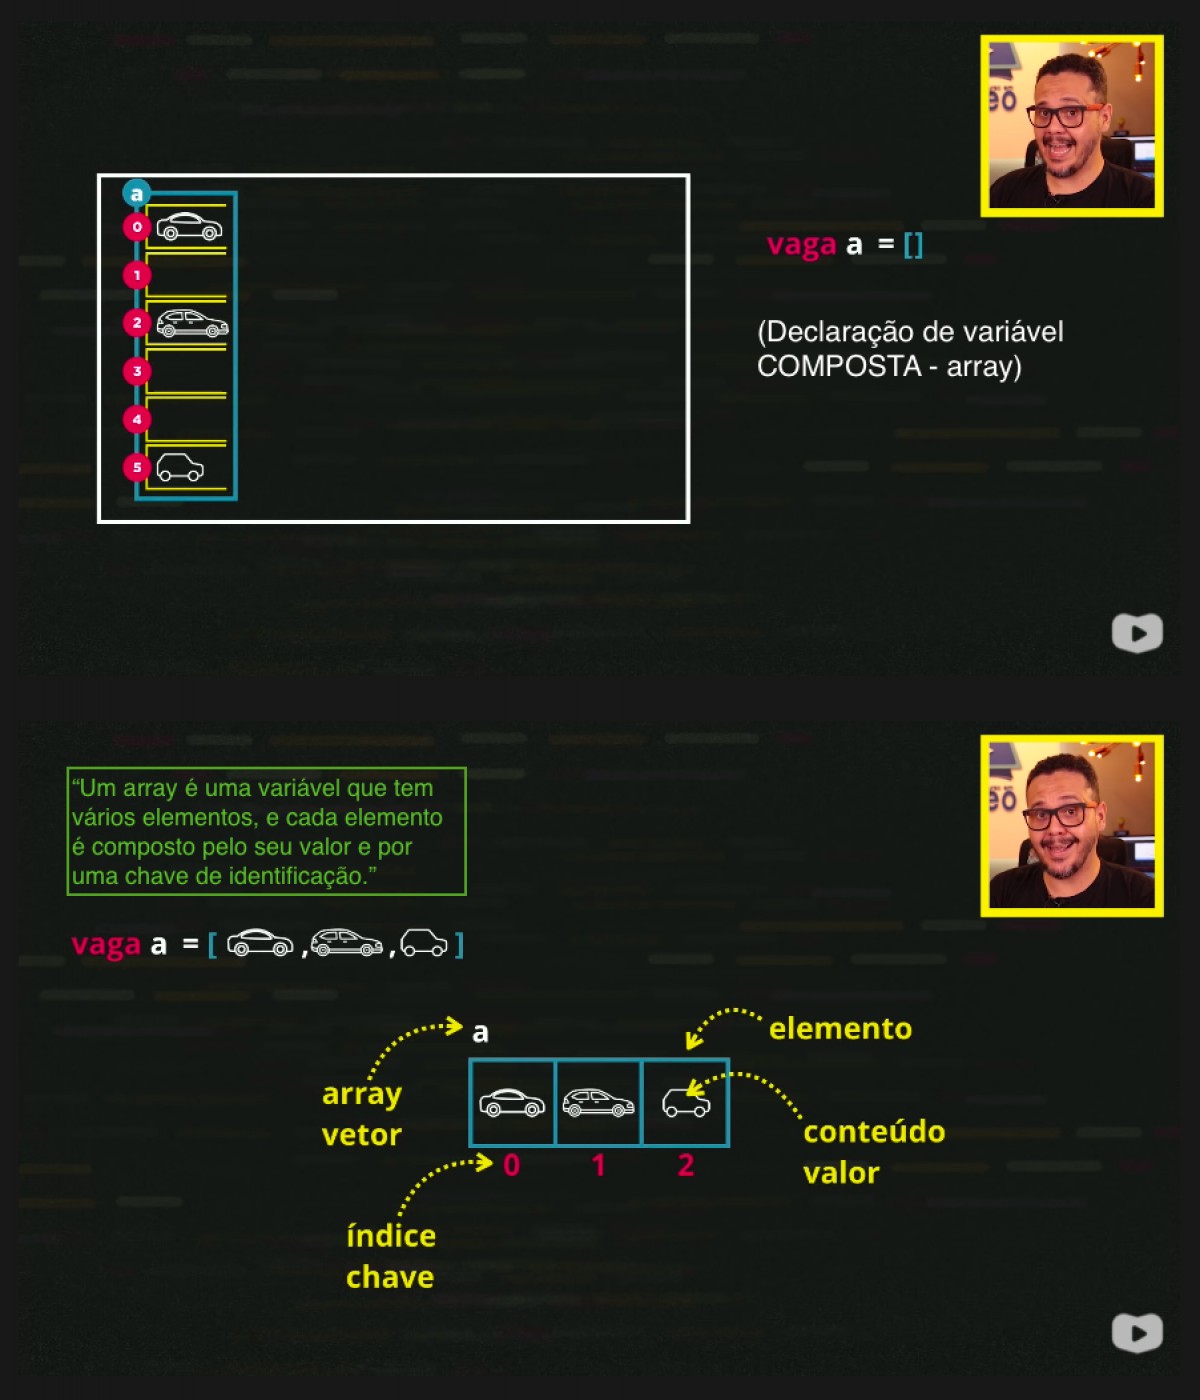 a
0
1
2
3
4
5
vaga a = []
(Declaração de variável
COMPOSTA - array)
“Um array é uma variável que tem
vários elementos, e cada elemento
é composto pelo seu valor e por
uma chave de identificação.”
vaga a = [ , , ]
a
elemento
array
vetor
conteúdo
valor
0 1 2
índice
chave